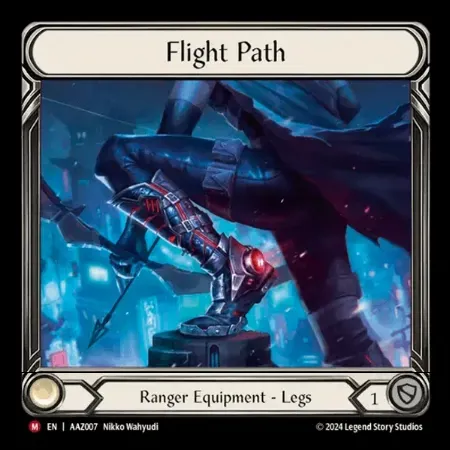 Flight Path
Ranger Equipment - Legs
1
M EN | AAZ007 Nikko Wahyudi
© 2024 Legend Story Studios